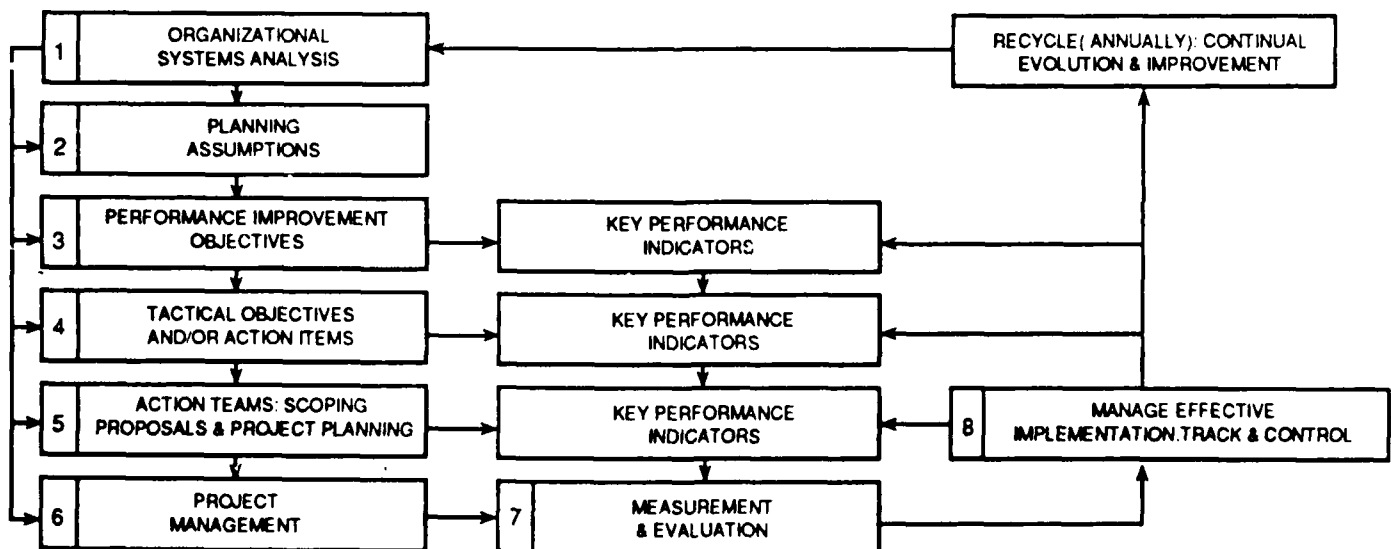 1
ORGANIZATIONAL
SYSTEMS ANALYSIS
RECYCLE( ANNUALLY): CONTINUAL
EVOLUTION & IMPROVEMENT
2
PLANNING
ASSUMPTIONS
3
PERFORMANCE IMPROVEMENT
OBJECTIVES
KEY PERFORMANCE
INDICATORS
4
TACTICAL OBJECTIVES
AND/OR ACTION ITEMS
KEY PERFORMANCE
INDICATORS
5
ACTION TEAMS: SCOPING
PROPOSALS & PROJECT PLANNING
KEY PERFORMANCE
INDICATORS
8
MANAGE EFFECTIVE
IMPLEMENTATION.TRACK & CONTROL
6
PROJECT
MANAGEMENT
7
MEASUREMENT
& EVALUATION